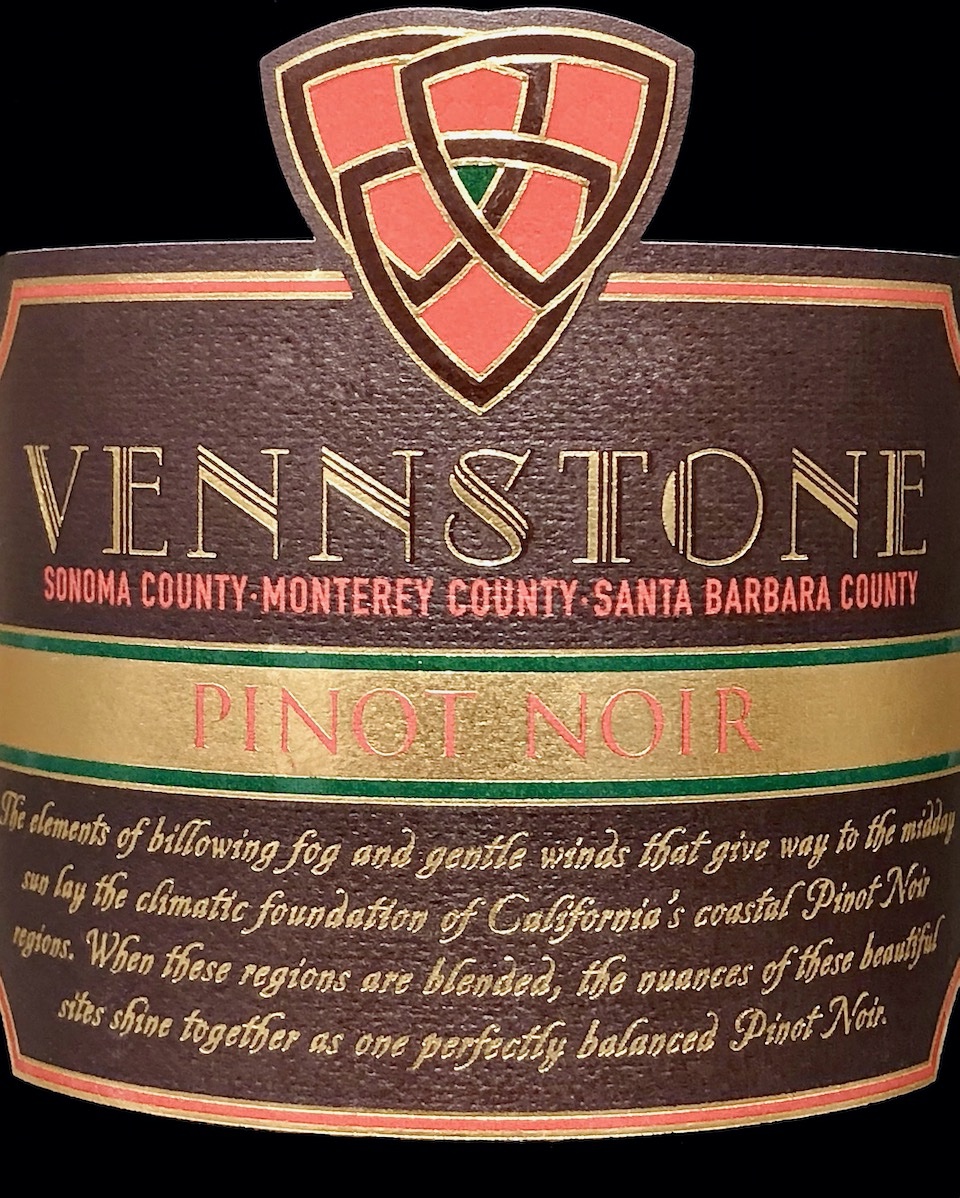 VENNSTONE
SONOMA COUNTY·MONTEREY COUNTY·SANTA BARBARA COUNTY
PINOT NOIR
The elements of billowing fog and gentle winds that give way to the midday
sun lay the climatic foundation of California's coastal Pinot Noir
regions. When these regions are blended, the nuances of these beautiful
sites shine together as one perfectly balanced Pinot Noir.